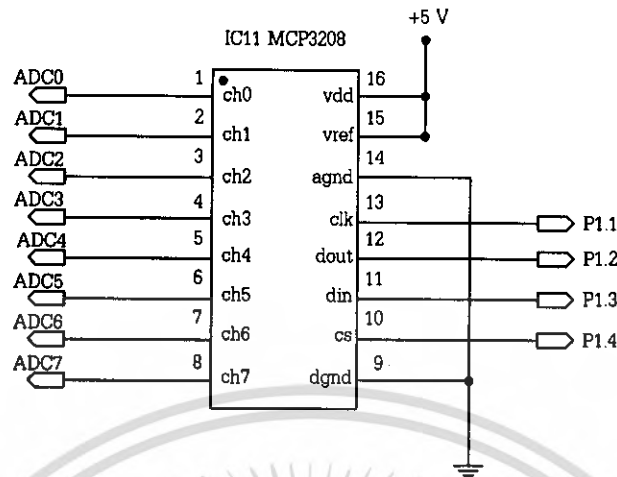 +5 V
IC11 MCP3208
ADC0 1 ch0 vdd 16
ADC1 2 ch1 vref 15
ADC2 3 ch2 agnd 14
ADC3 4 ch3 clk 13 P1.1
ADC4 5 ch4 dout 12 P1.2
ADC5 6 ch5 din 11 P1.3
ADC6 7 ch6 cs 10 P1.4
ADC7 8 ch7 dgnd 9